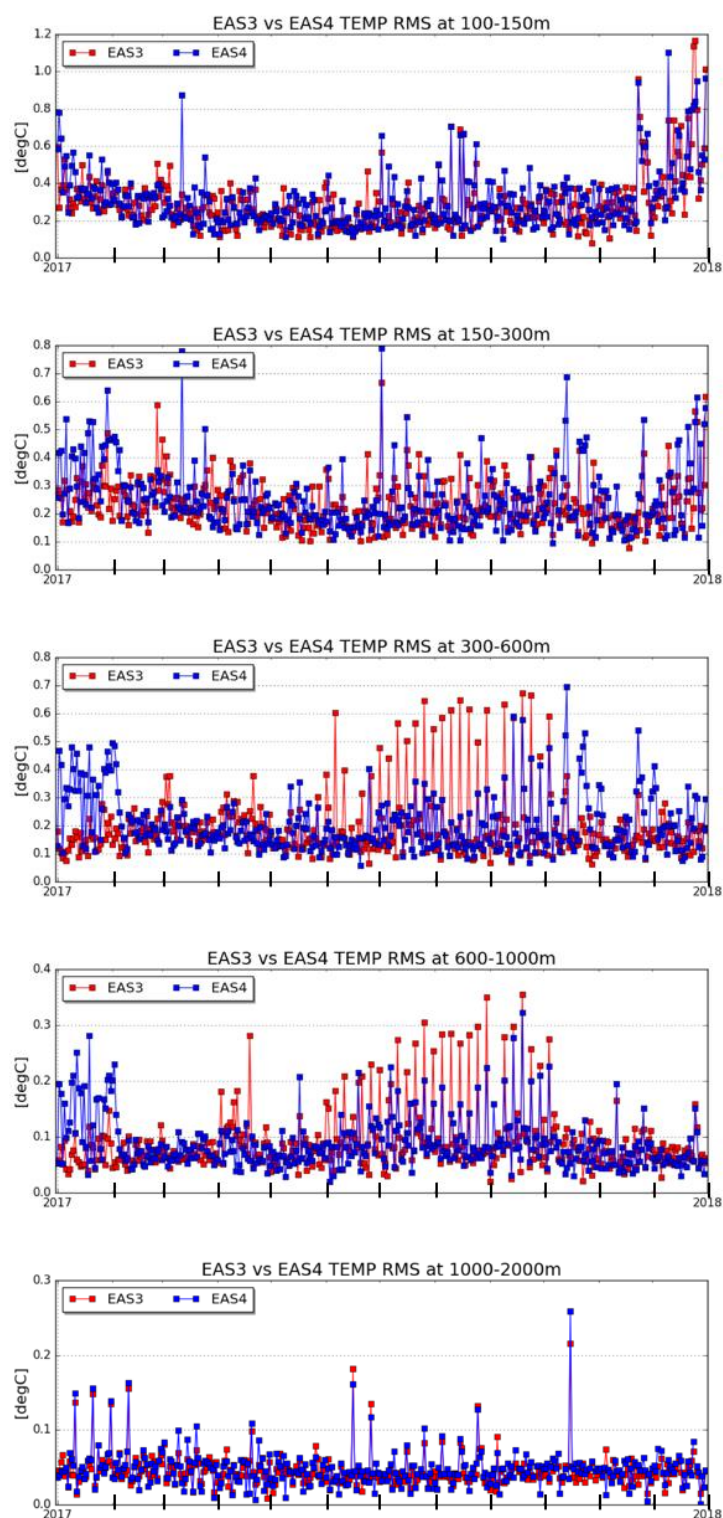 EAS3 vs EAS4 TEMP RMS at 100-150m
1.2
EAS3 EAS4
1.0
0.8
[degC]
0.6
0.4
0.2
0.0
2017 2018
EAS3 vs EAS4 TEMP RMS at 150-300m
0.8
EAS3 EAS4
0.7
0.6
0.5
[degC]
0.4
0.3
0.2
0.1
0.0
2017 2018
EAS3 vs EAS4 TEMP RMS at 300-600m
0.8
EAS3 EAS4
0.7
0.6
0.5
[degC]
0.4
0.3
0.2
0.1
0.0
2017 2018
EAS3 vs EAS4 TEMP RMS at 600-1000m
0.4
EAS3 EAS4
0.3
[degC]
0.2
0.1
0.0
2017 2018
EAS3 vs EAS4 TEMP RMS at 1000-2000m
0.3
EAS3 EAS4
0.2
[degC]
0.1
0.0
2017 2018